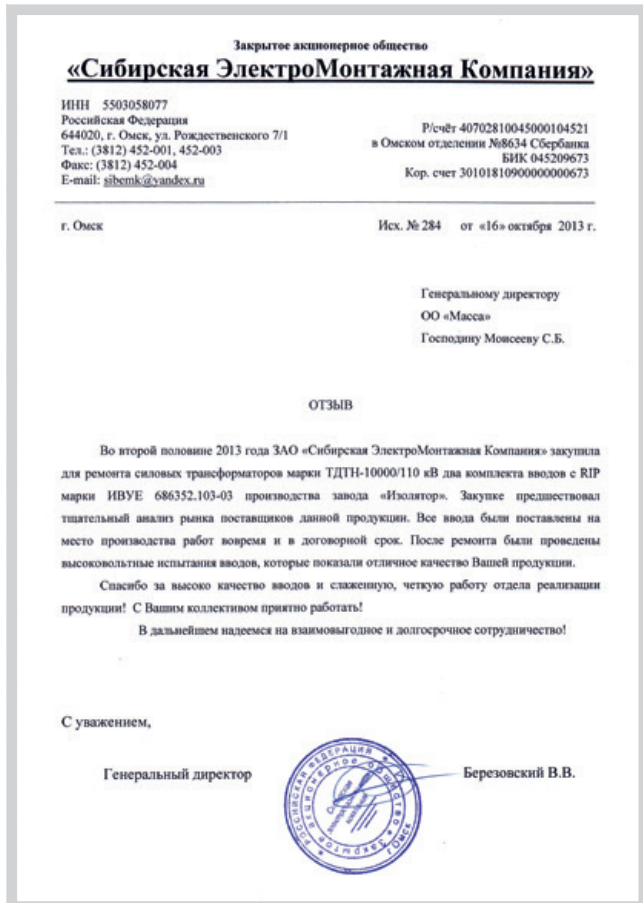 Закрытое акционерное общество
«Сибирская ЭлектроМонтажная Компания»
ИНН 5503058077
Российская Федерация
644020, г. Омск, ул. Рождественского 7/1
Тел.: (3812) 452-001, 452-003
Факс: (3812) 452-004
E-mail: sibemk@yandex.ru
Р/счёт 40702810045000104521
в Омском отделении №8634 Сбербанка
БИК 045209673
Кор. счет 30101810900000000673
г. Омск Исх. № 284 от «16» октября 2013 г.
Генеральному директору
ОО «Масса»
Господину Моисееву С.Б.
ОТЗЫВ
Во второй половине 2013 года ЗАО «Сибирская ЭлектроМонтажная Компания» закупила
для ремонта силовых трансформаторов марки ТДТН-10000/110 кВ два комплекта вводов с RIP
марки ИВУЕ 686352.103-03 производства завода «Изолятор». Закупке предшествовал
тщательный анализ рынка поставщиков данной продукции. Все ввода были поставлены на
место производства работ вовремя и в договорной срок. После ремонта были проведены
высоковольтные испытания вводов, которые показали отличное качество Вашей продукции.
Спасибо за высоко качество вводов и слаженную, четкую работу отдела реализации
продукции! С Вашим коллективом приятно работать!
В дальнейшем надеемся на взаимовыгодное и долгосрочное сотрудничество!
С уважением,
Генеральный директор Березовский В.В.
РОССИЙСКАЯ ФЕДЕРАЦИЯ
Закрытое акционерное общество
Сибирская